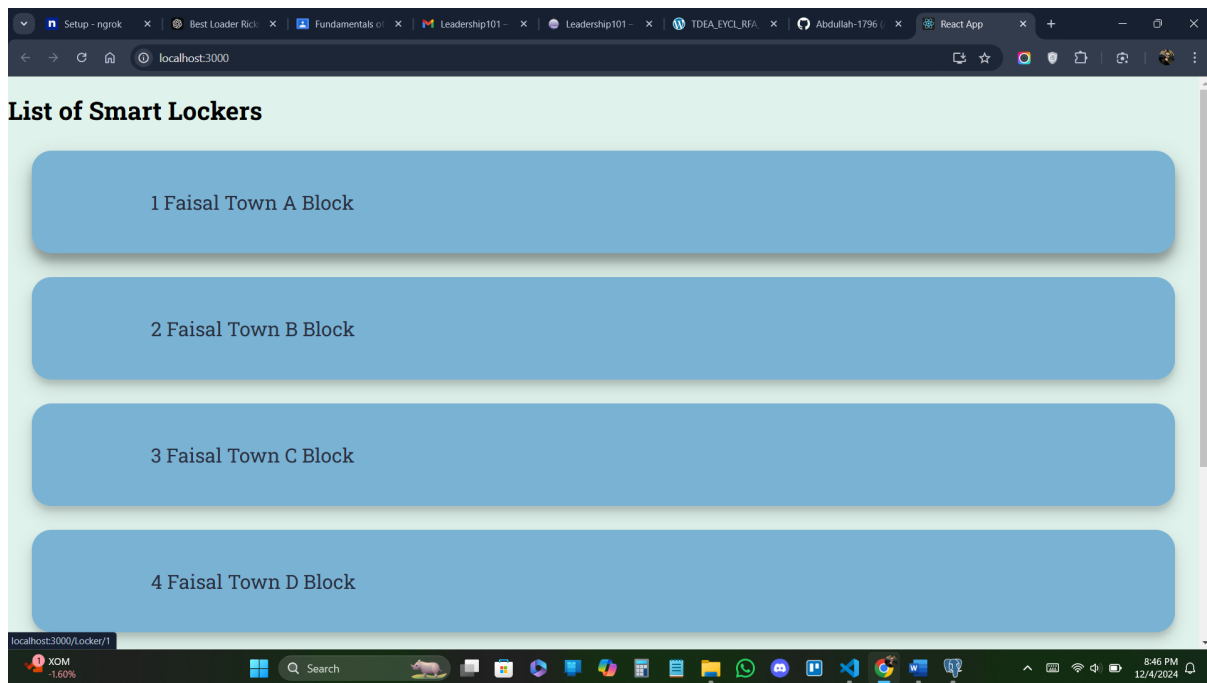 Setup - ngrok
Best Loader Rick
Fundamentals of
Leadership101 –
Leadership101 –
TDEA_EYCL_RFA_
Abdullah-1796 (
React App
localhost:3000
List of Smart Lockers
1 Faisal Town A Block
2 Faisal Town B Block
3 Faisal Town C Block
4 Faisal Town D Block
localhost:3000/Locker/1
1
XOM
-1.60%
Search
8:46 PM
12/4/2024